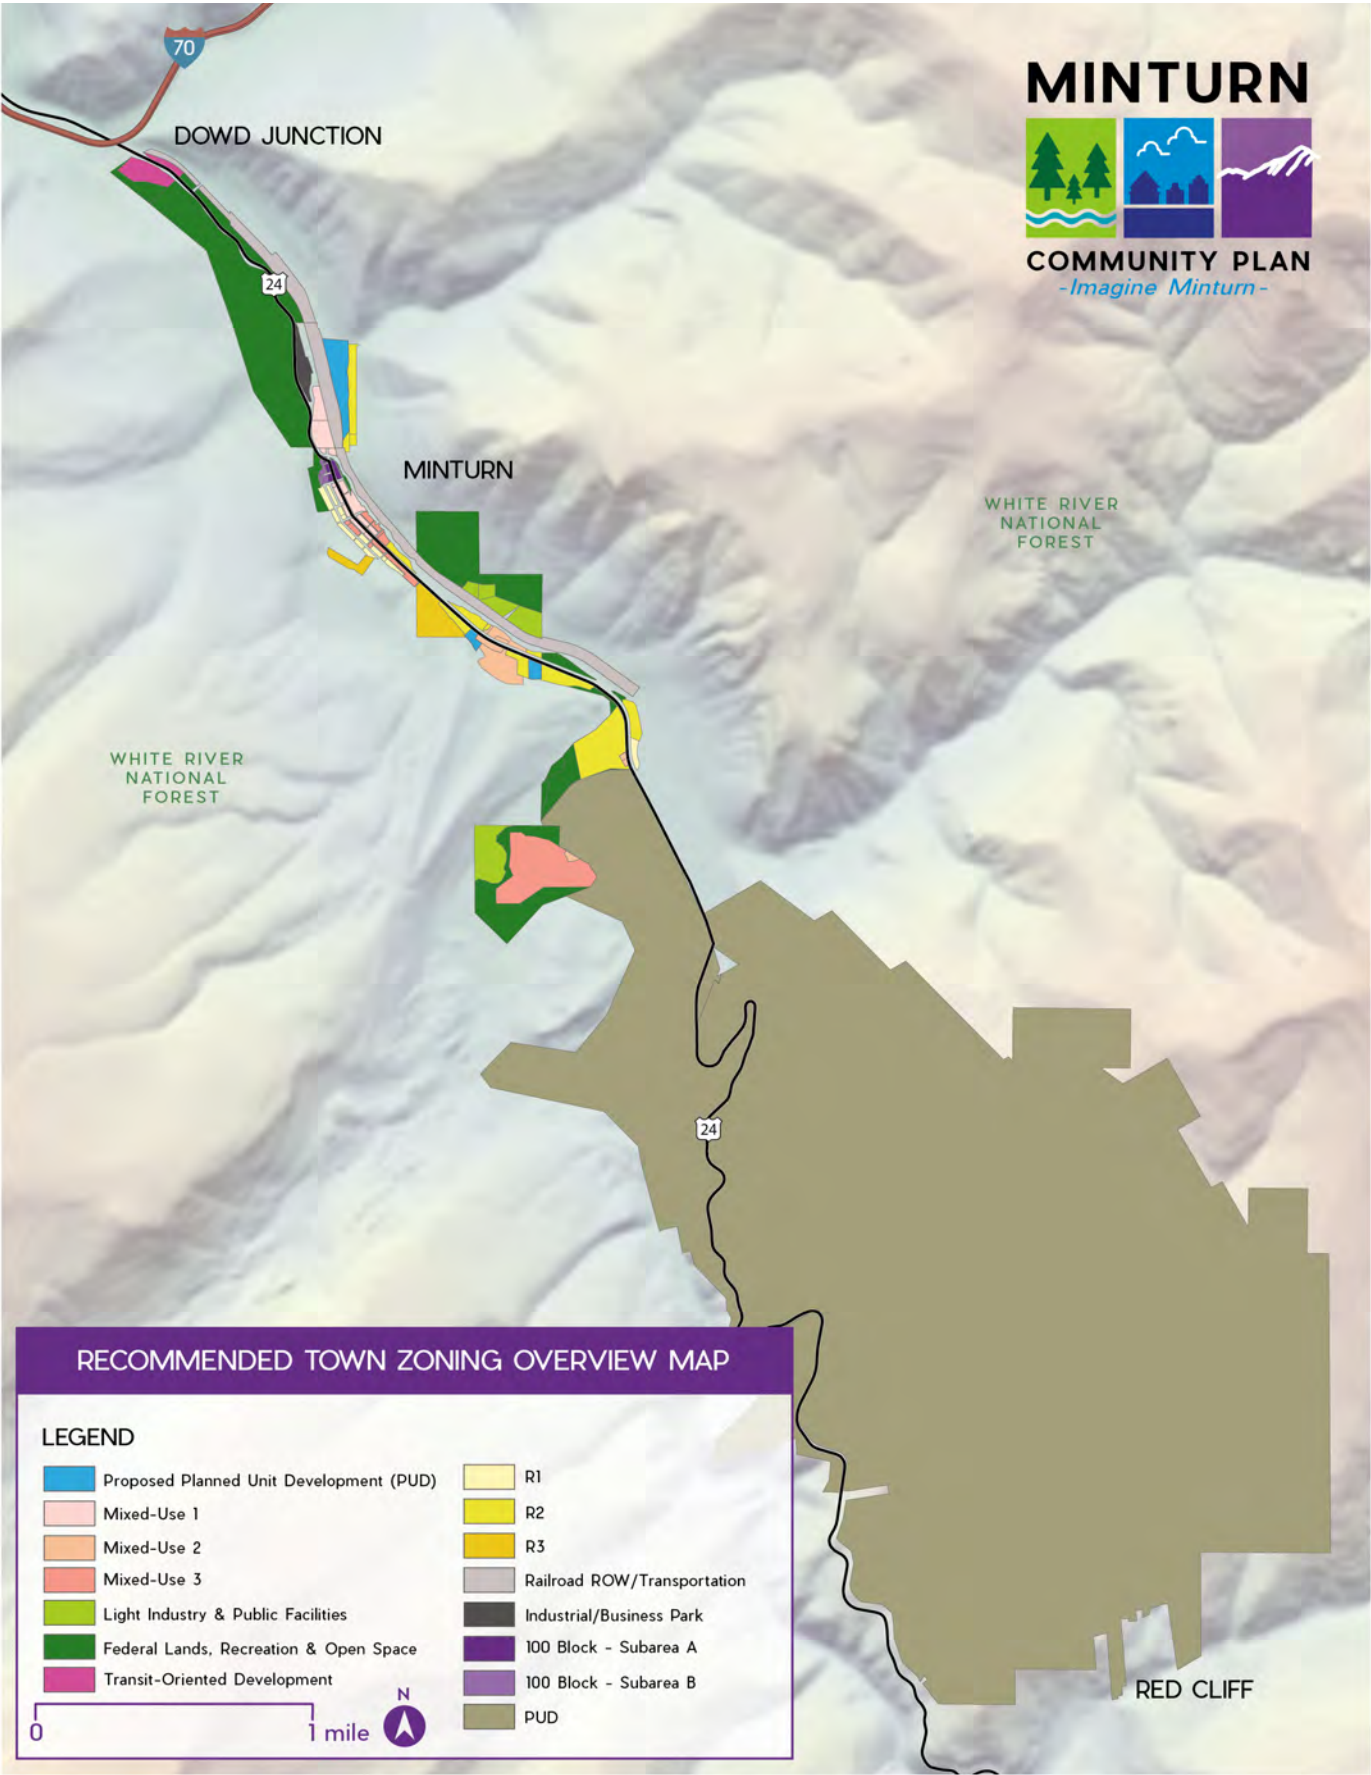 70
DOWD JUNCTION
MINTURN
COMMUNITY PLAN
-Imagine Minturn-
24
MINTURN
WHITE RIVER
NATIONAL
FOREST
WHITE RIVER
NATIONAL
FOREST
24
RECOMMENDED TOWN ZONING OVERVIEW MAP
LEGEND
Proposed Planned Unit Development (PUD)
Mixed-Use 1
Mixed-Use 2
Mixed-Use 3
Light Industry & Public Facilities
Federal Lands, Recreation & Open Space
Transit-Oriented Development
R1
R2
R3
Railroad ROW/Transportation
Industrial/Business Park
100 Block - Subarea A
100 Block - Subarea B
PUD
0
1 mile
N
RED CLIFF